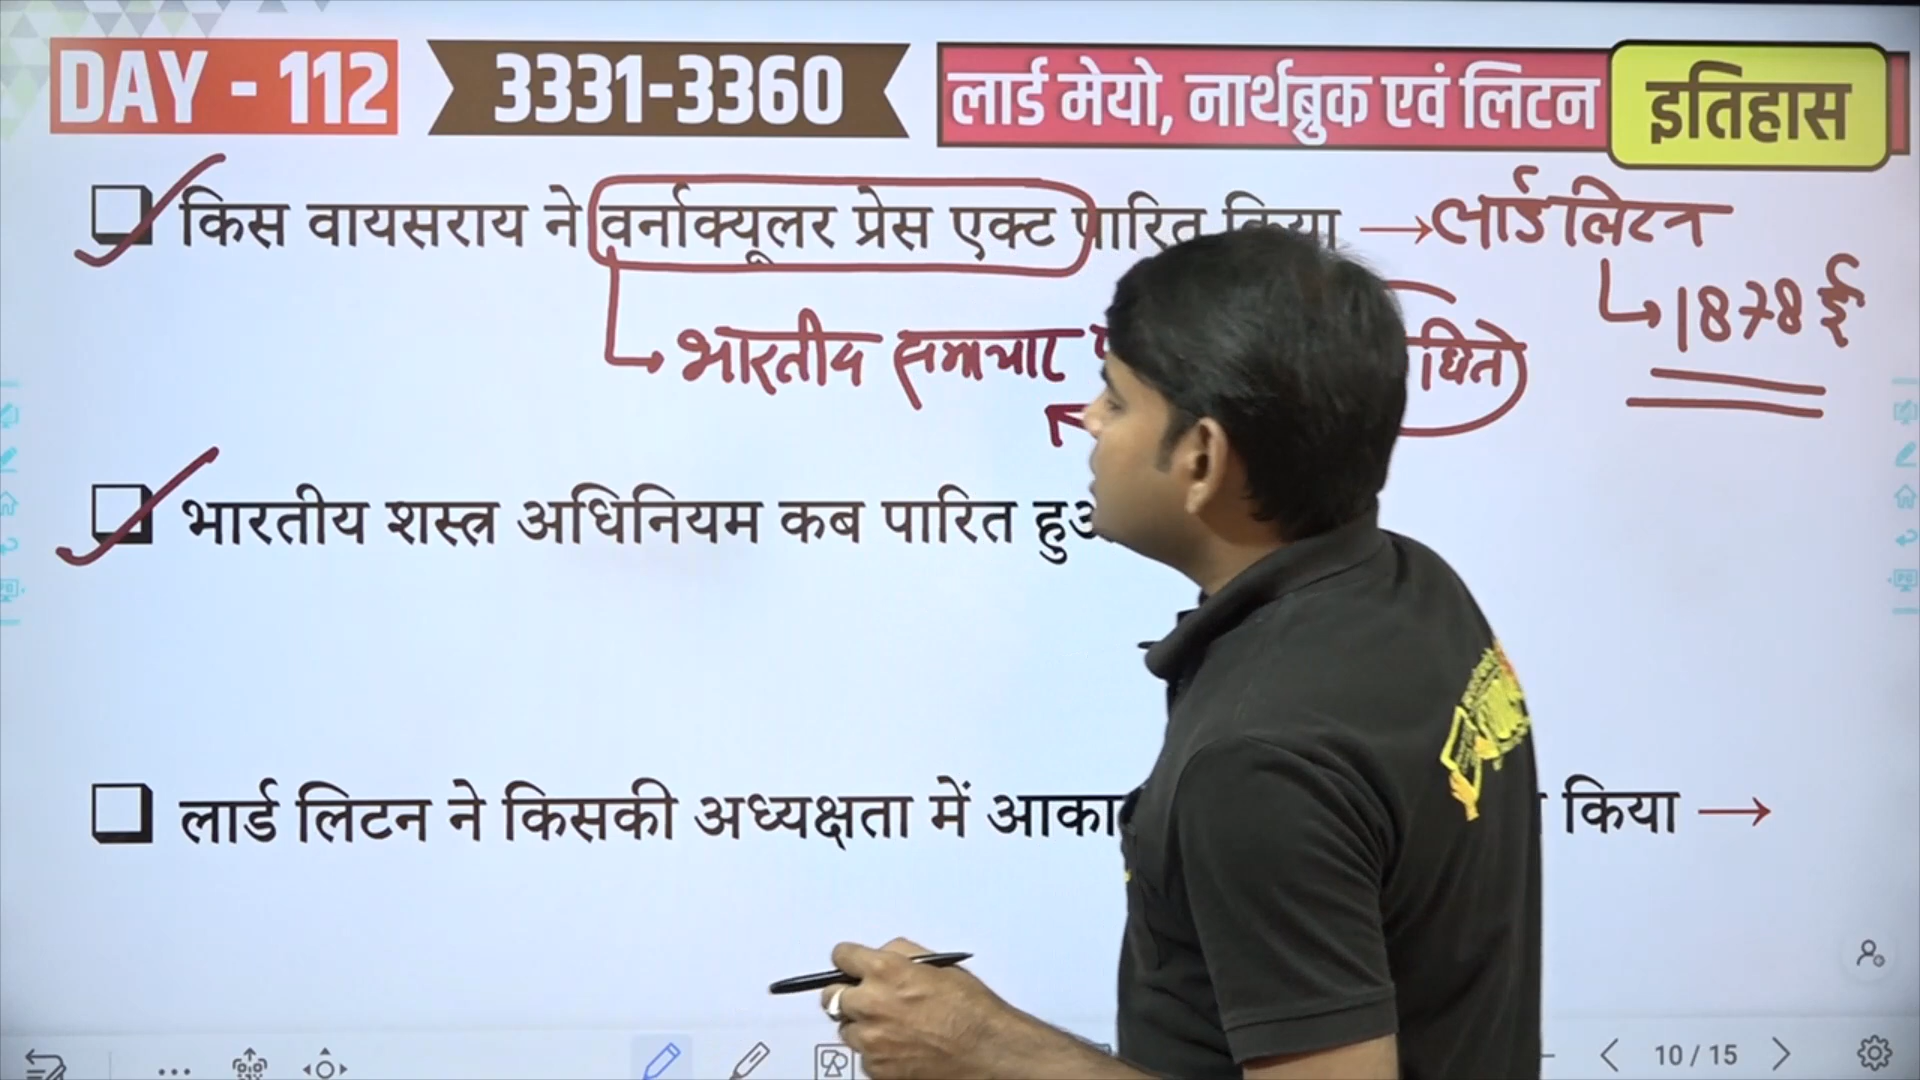 DAY - 112
3331-3360
लार्ड मेयो, नार्थब्रुक एवं लिटन
इतिहास
किस वायसराय ने वर्नाक्यूलर प्रेस एक्ट पारित किया → लार्ड लिटन
↳ 1878 ई
↳ भारतीय समाचार
भारतीय शस्त्र अधिनियम कब पारित
लार्ड लिटन ने किसकी अध्यक्षता में किया →
10 / 15